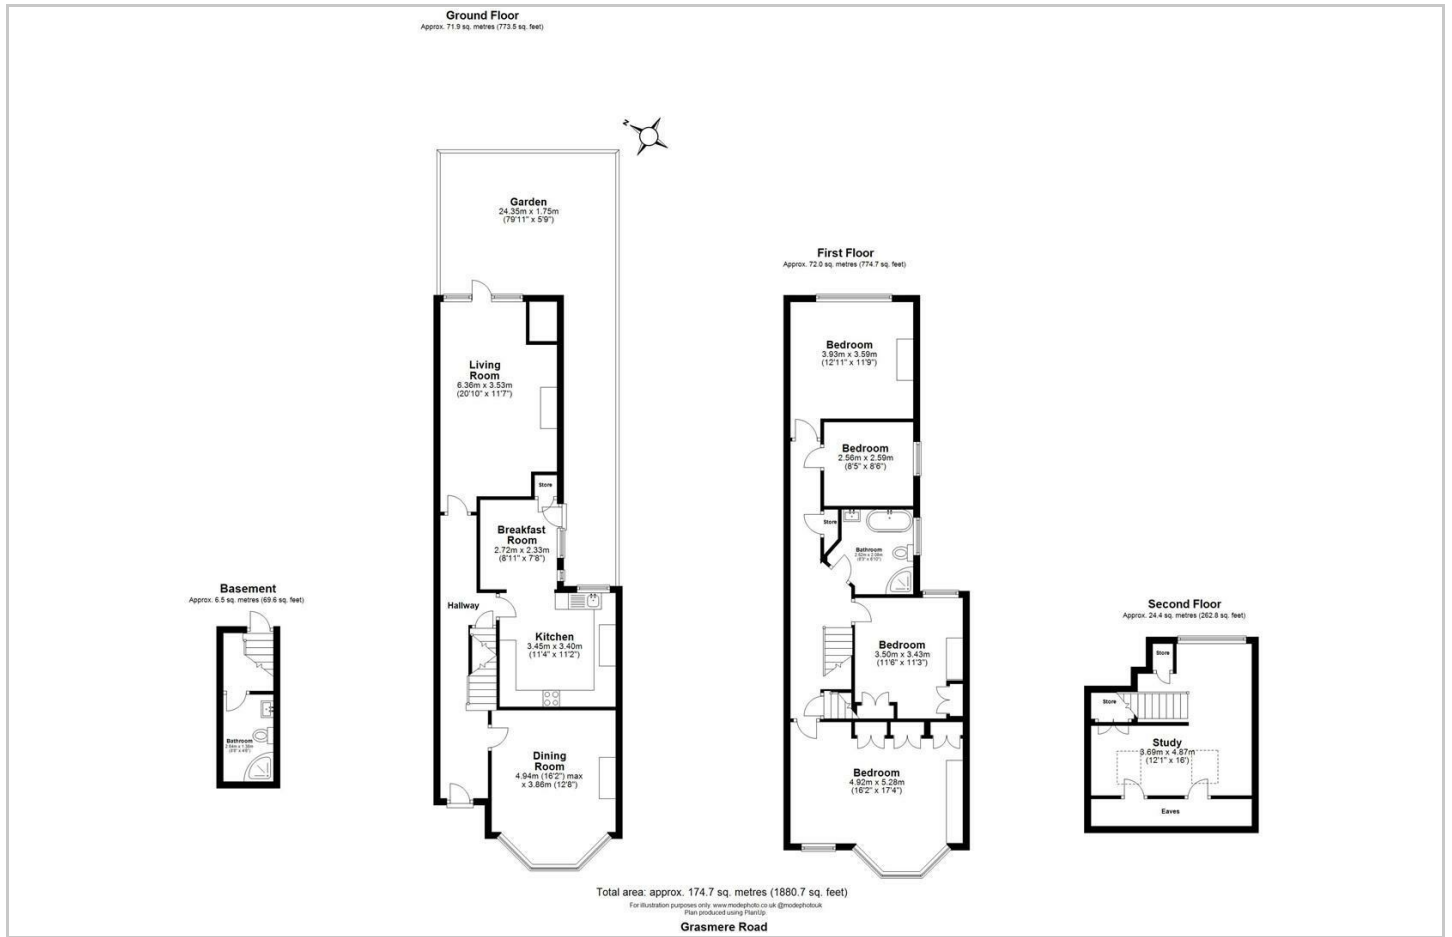 Ground Floor
Approx. 71.9 sq. metres (773.5 sq. feet)
N
Garden
24.35m x 1.75m
(79'11" x 5'9")
First Floor
Approx. 72.0 sq. metres (774.7 sq. feet)
Living
Room
6.36m x 3.53m
(20'10" x 11'7")
Bedroom
3.93m x 3.59m
(12'11" x 11'9")
Bedroom
2.56m x 2.59m
(8'5" x 8'6")
Store
Breakfast
Room
2.72m x 2.33m
(8'11" x 7'8")
Store
Bathroom
Basement
Approx. 6.5 sq. metres (69.6 sq. feet)
Hallway
Kitchen
3.45m x 3.40m
(11'4" x 11'2")
Bedroom
3.50m x 3.43m
(11'6" x 11'3")
Second Floor
Approx. 24.4 sq. metres (262.8 sq. feet)
Store
Store
Bathroom
Study
3.69m x 4.87m
(12'1" x 16')
Dining
Room
4.94m (16'2") max
x 3.86m (12'8")
Bedroom
4.92m x 5.28m
(16'2" x 17'4")
Eaves
Total area: approx. 174.7 sq. metres (1880.7 sq. feet)
For illustration purposes only. www.modephoto.co.uk @modephotouk
Plan produced using PlanUp
Grasmere Road